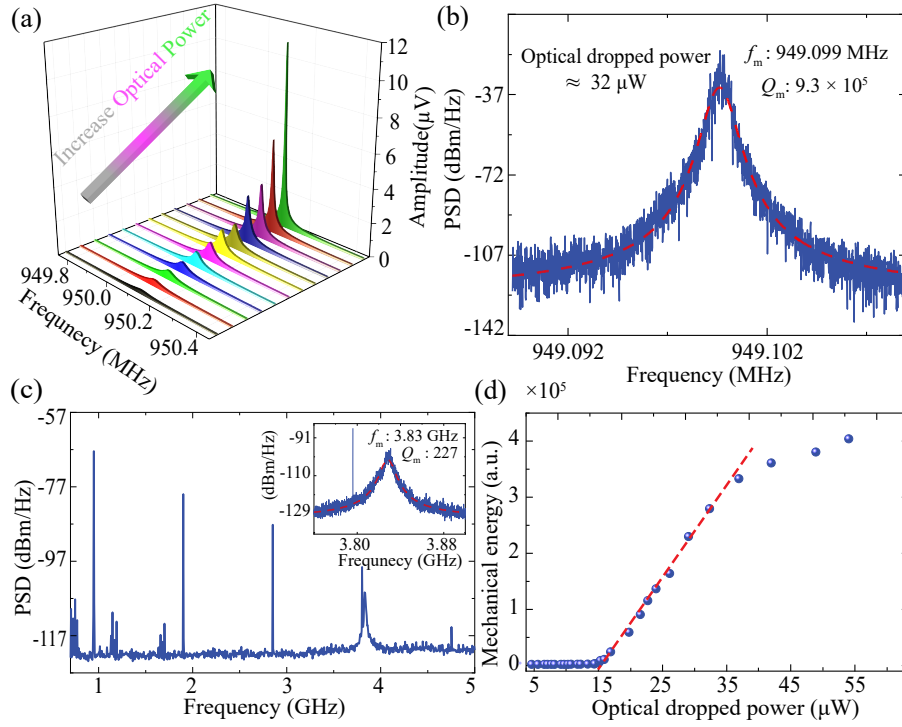 (a)
Increase Optical Power
12
10
8
6
4
2
0
Amplitude(μV)
949.8
950.0
950.2
950.4
Frequnecy (MHz)
(b)
Optical dropped power
≈ 32 μW
fm: 949.099 MHz
Qm: 9.3 × 10⁵
-37
-72
-107
-142
PSD (dBm/Hz)
949.092
949.102
Frequency (MHz)
(c)
-57
-77
-97
-117
PSD (dBm/Hz)
1
2
3
4
5
Frequency (GHz)
fm: 3.83 GHz
Qm: 227
-91
-110
-129
(dBm/Hz)
3.80
3.88
Frequnecy (GHz)
(d)
×10⁵
4
3
2
1
0
Mechanical energy (a.u.)
5
15
25
35
45
55
Optical dropped power (μW)